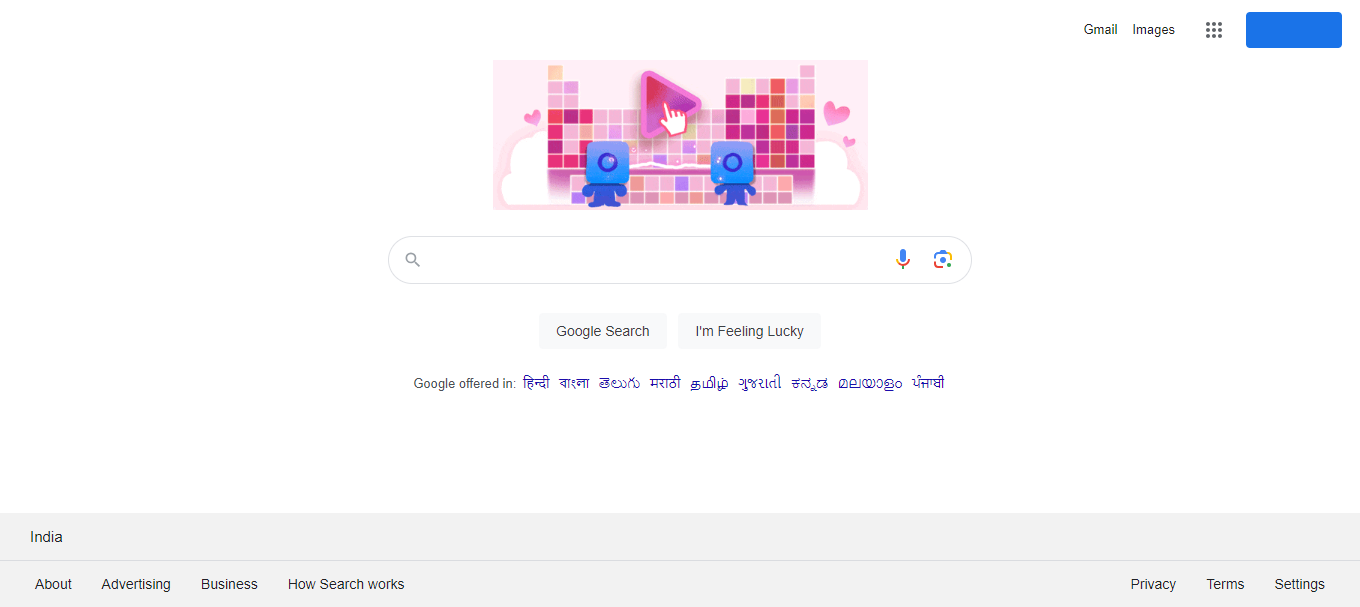 Gmail Images
Google Search I'm Feeling Lucky
Google offered in: हिन्दी বাংলা తెలుగు मराठी தமிழ் ગુજરાતી ಕನ್ನಡ മലയാളം ਪੰਜਾਬੀ
India
About Advertising Business How Search works Privacy Terms Settings